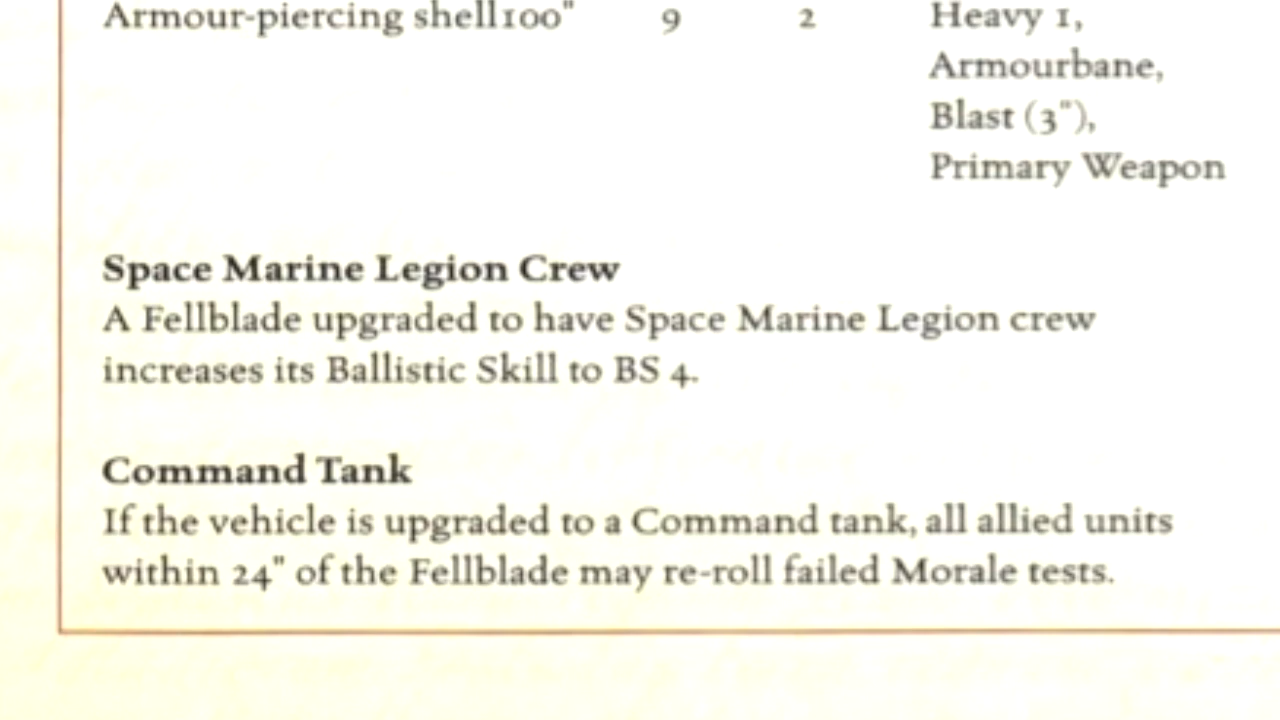 Armour-piercing shell100" 9 2 Heavy 1,
Armourbane,
Blast (3"),
Primary Weapon
Space Marine Legion Crew
A Fellblade upgraded to have Space Marine Legion crew
increases its Ballistic Skill to BS 4.
Command Tank
If the vehicle is upgraded to a Command tank, all allied units
within 24" of the Fellblade may re-roll failed Morale tests.